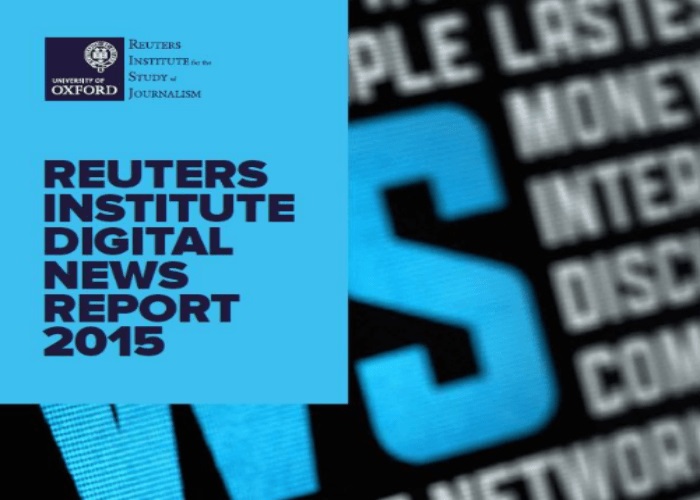 UNIVERSITY OF
OXFORD
REUTERS
INSTITUTE for the
STUDY of
JOURNALISM
REUTERS
INSTITUTE
DIGITAL
NEWS
REPORT
2015
PLE LASTE
MONEY
INTER
DISC
COM
NETWOR
WS